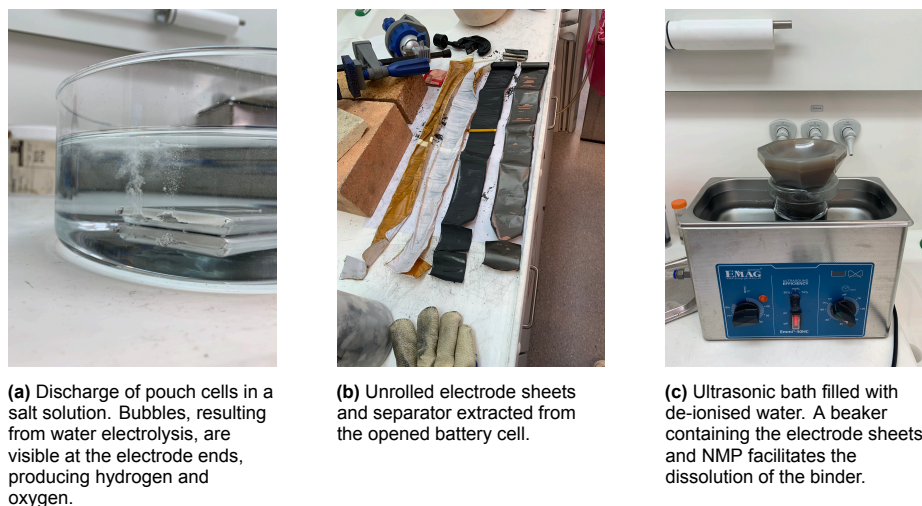 EMAG
(a) Discharge of pouch cells in a
salt solution. Bubbles, resulting
from water electrolysis, are
visible at the electrode ends,
producing hydrogen and
oxygen.
(b) Unrolled electrode sheets
and separator extracted from
the opened battery cell.
(c) Ultrasonic bath filled with
de-ionised water. A beaker
containing the electrode sheets
and NMP facilitates the
dissolution of the binder.